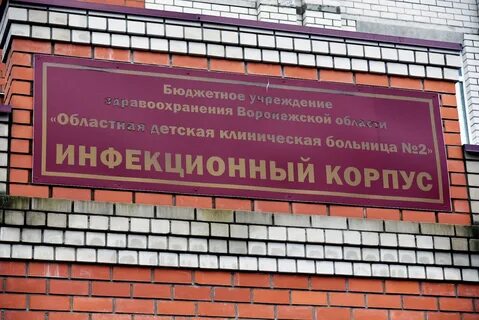 Бюджетное учреждение
здравоохранения Воронежской области
«Областная детская клиническая больница №2»
ИНФЕКЦИОННЫЙ КОРПУС